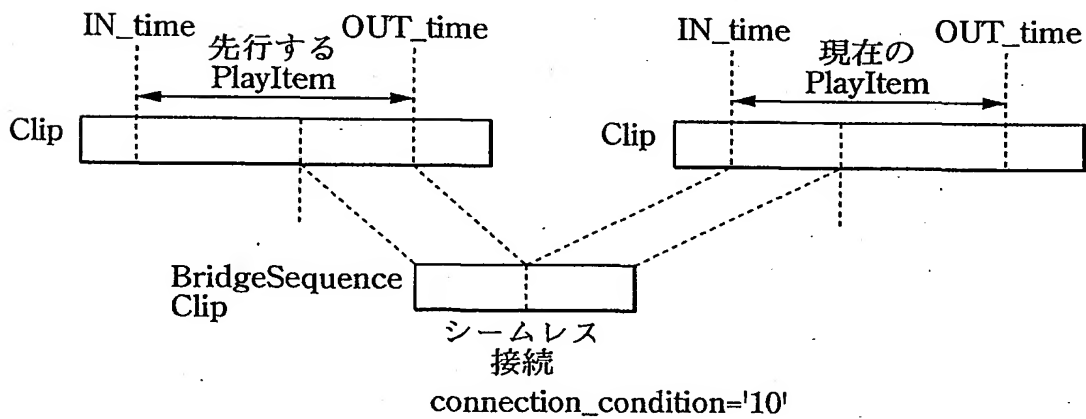 IN_time
先行する
PlayItem
OUT_time
IN_time
現在の
PlayItem
OUT_time
Clip
Clip
BridgeSequence
Clip
シームレス
接続
connection_condition='10'